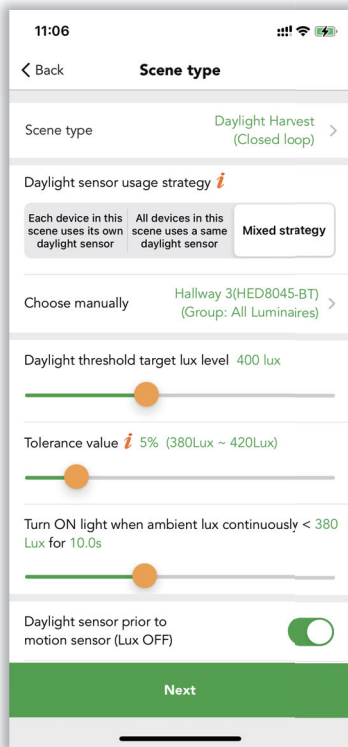 11:06
Back
Scene type
Scene type
Daylight Harvest
(Closed loop)
Daylight sensor usage strategy i
Each device in this
scene uses its own
daylight sensor
All devices in this
scene uses a same
daylight sensor
Mixed strategy
Choose manually
Hallway 3(HED8045-BT)
(Group: All Luminaires)
Daylight threshold target lux level 400 lux
Tolerance value i 5% (380Lux ~ 420Lux)
Turn ON light when ambient lux continuously < 380
Lux for 10.0s
Daylight sensor prior to
motion sensor (Lux OFF)
Next